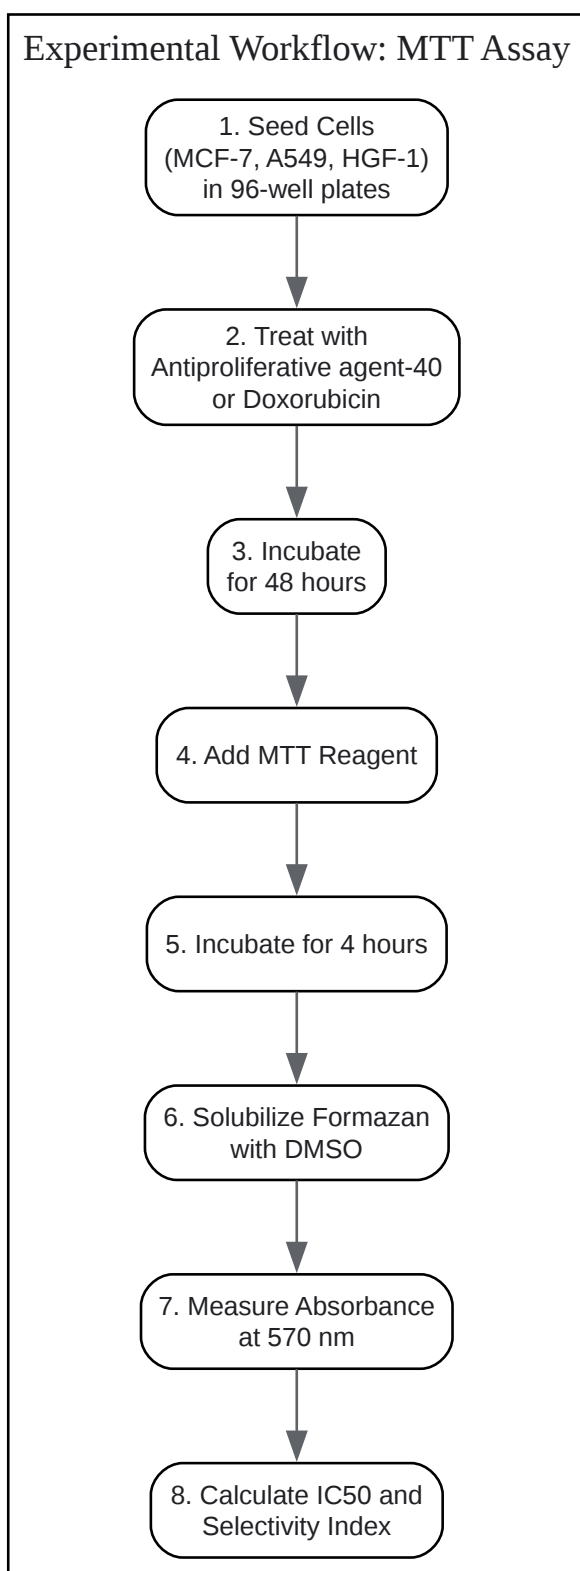 Experimental Workflow: MTT Assay
1. Seed Cells
(MCF-7, A549, HGF-1)
in 96-well plates
2. Treat with
Antiproliferative agent-40
or Doxorubicin
3. Incubate
for 48 hours
4. Add MTT Reagent
5. Incubate for 4 hours
6. Solubilize Formazan
with DMSO
7. Measure Absorbance
at 570 nm
8. Calculate IC50 and
Selectivity Index